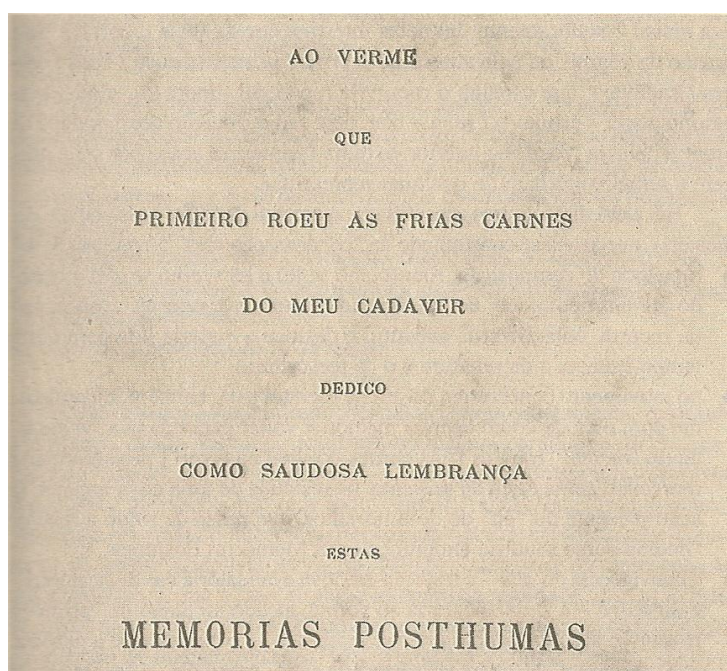 AO VERME
QUE
PRIMEIRO ROEU AS FRIAS CARNES
DO MEU CADAVER
DEDICO
COMO SAUDOSA LEMBRANÇA
ESTAS
MEMORIAS POSTHUMAS